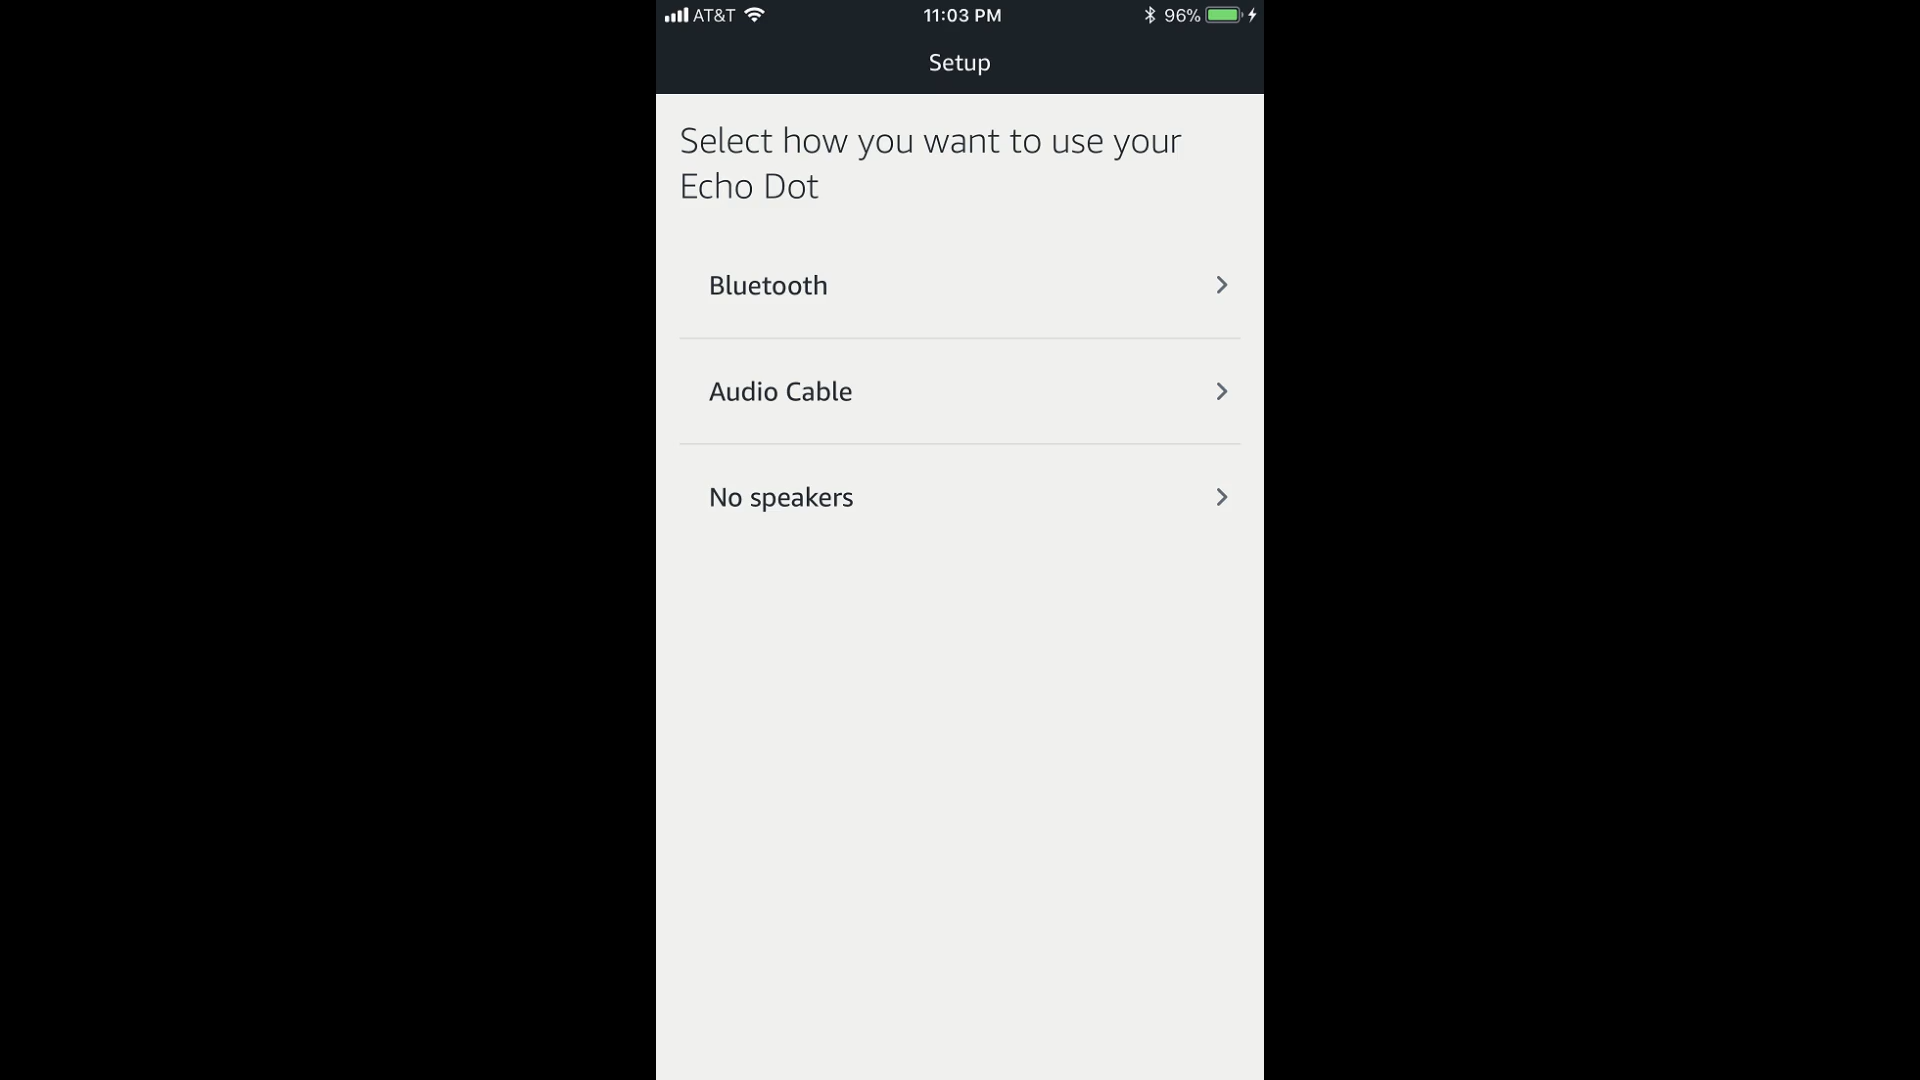 AT&T 11:03 PM 96%
Setup
Select how you want to use your
Echo Dot
Bluetooth
Audio Cable
No speakers